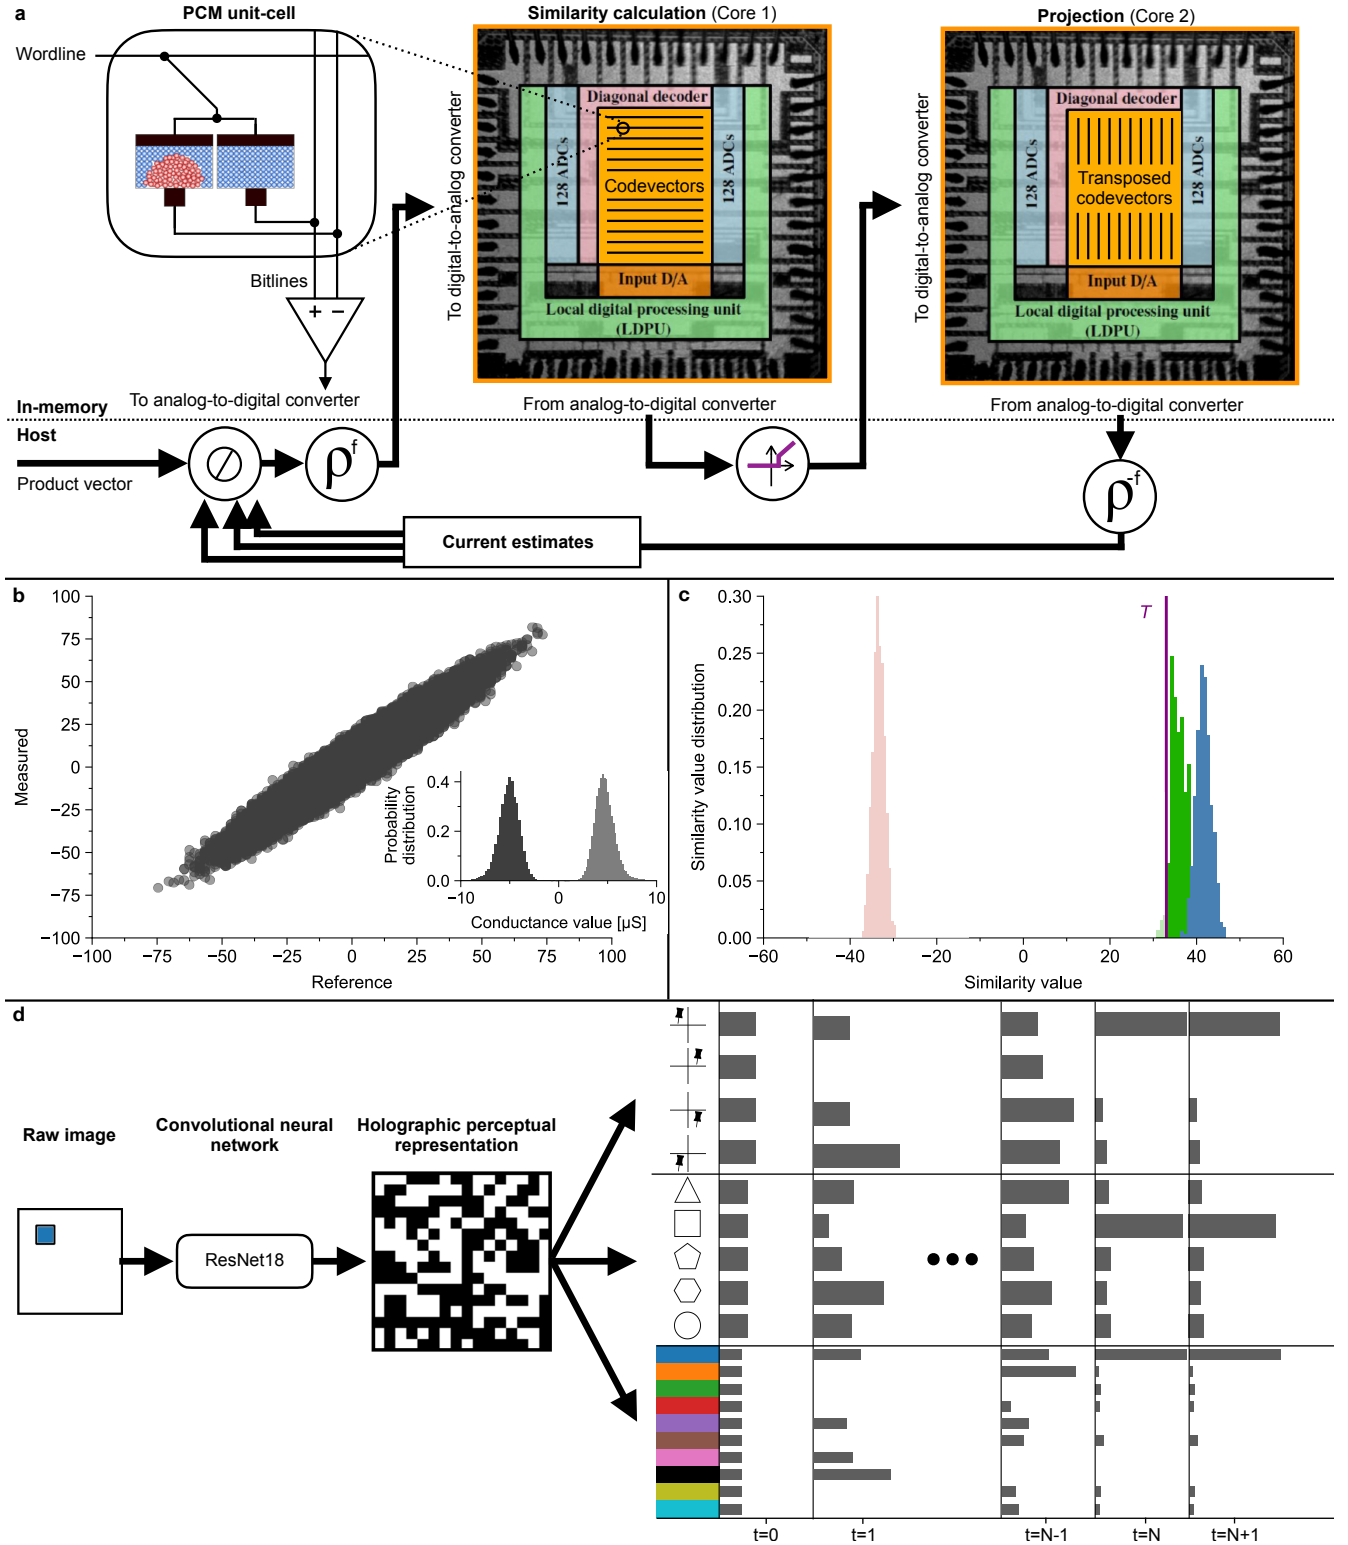 a
PCM unit-cell
Similarity calculation (Core 1)
Projection (Core 2)
Wordline
Bitlines
+ −
To analog-to-digital converter
To digital-to-analog converter
Diagonal decoder
128 ADCs
Codevectors
128 ADCs
Input D/A
Local digital processing unit
(LDPU)
From analog-to-digital converter
To digital-to-analog converter
Diagonal decoder
128 ADCs
Transposed
codevectors
128 ADCs
Input D/A
Local digital processing unit
(LDPU)
From analog-to-digital converter
In-memory
Host
Product vector
ρf
ρ-f
Current estimates
b
100
75
50
25
0
−25
−50
−75
−100
Measured
−100 −75 −50 −25 0 25 50 75 100
Reference
0.4
0.2
0.0
Probability
distribution
−10 0 10
Conductance value [µS]
c
T
0.30
0.25
0.20
0.15
0.10
0.05
0.00
Similarity value distribution
−60 −40 −20 0 20 40 60
Similarity value
d
Raw image
Convolutional neural
network
Holographic perceptual
representation
ResNet18
t=0 t=1 t=N-1 t=N t=N+1